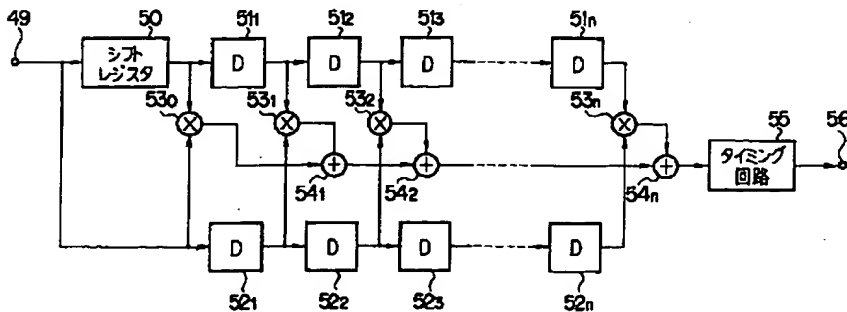 49 50 51₁ 51₂ 51₃ 51n
シフト
レジスタ
D D D D
53₀ 53₁ 53₂ 53n 55 56
× × × ×
+ + +
54₁ 54₂ 54n
タイミング
回路
D D D D
52₁ 52₂ 52₃ 52n